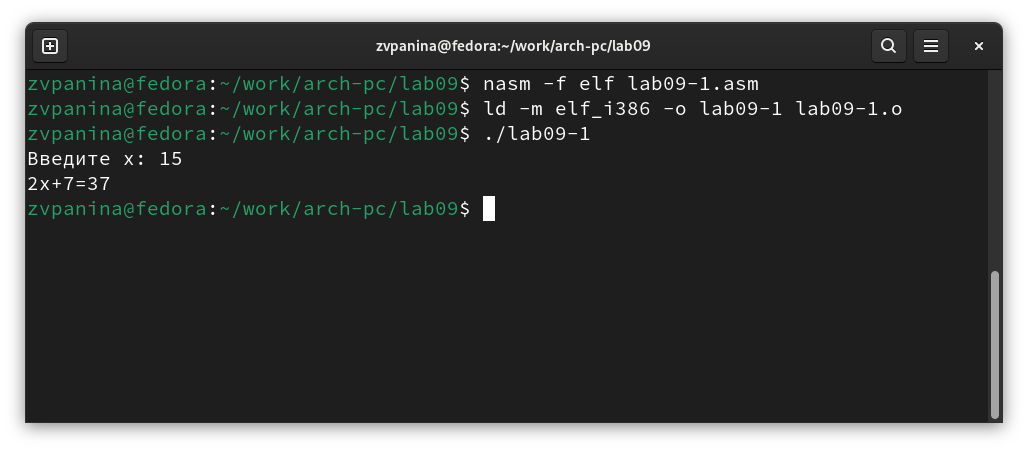 zvpanina@fedora:~/work/arch-pc/lab09
zvpanina@fedora:~/work/arch-pc/lab09$ nasm -f elf lab09-1.asm
zvpanina@fedora:~/work/arch-pc/lab09$ ld -m elf_i386 -o lab09-1 lab09-1.o
zvpanina@fedora:~/work/arch-pc/lab09$ ./lab09-1
Введите x: 15
2x+7=37
zvpanina@fedora:~/work/arch-pc/lab09$